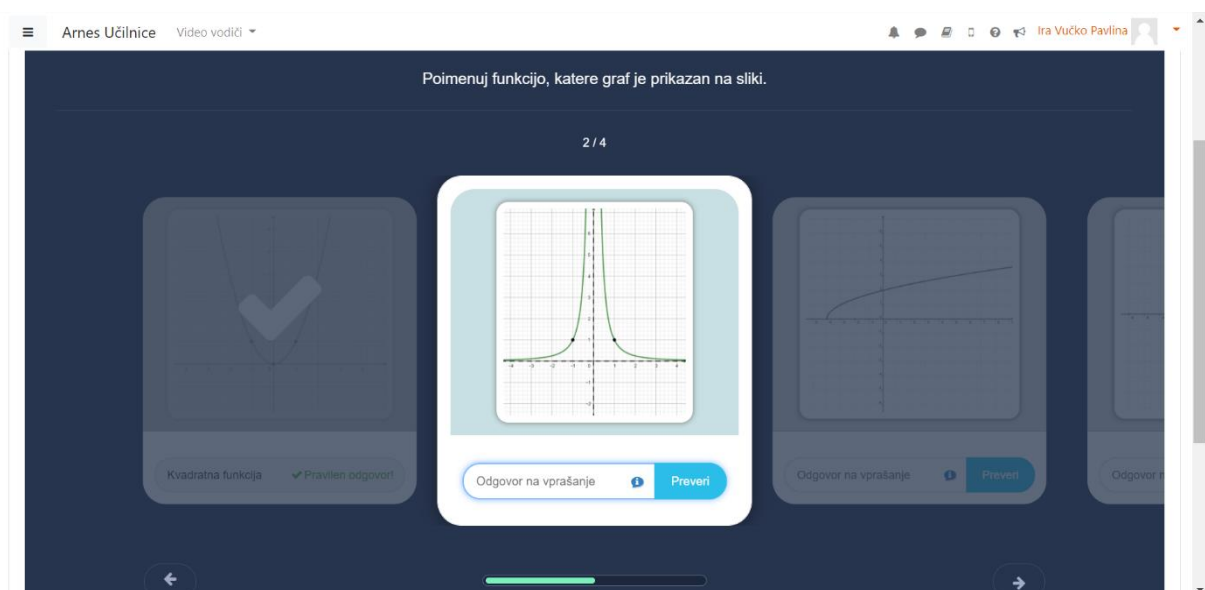 Arnes Učilnice Video vodiči
Ira Vučko Pavlina
Poimenuj funkcijo, katere graf je prikazan na sliki.
2 / 4
Kvadratna funkcija Pravilen odgovor!
Odgovor na vprašanje Preveri
Odgovor na vprašanje Preveri
Odgovor